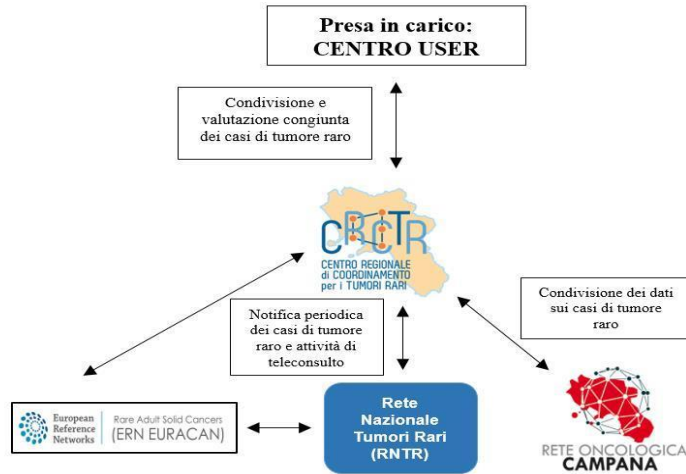 Presa in carico:
CENTRO USER
Condivisione e
valutazione congiunta
dei casi di tumore raro
CRCTR
CENTRO REGIONALE
di COORDINAMENTO
per i TUMORI RARI
Notifica periodica
dei casi di tumore
raro e attività di
teleconsulto
Condivisione dei dati
sui casi di tumore
raro
European
Reference
Networks
Rare Adult Solid Cancers
(ERN EURACAN)
Rete
Nazionale
Tumori Rari
(RNTR)
RETE ONCOLOGICA
CAMPANA